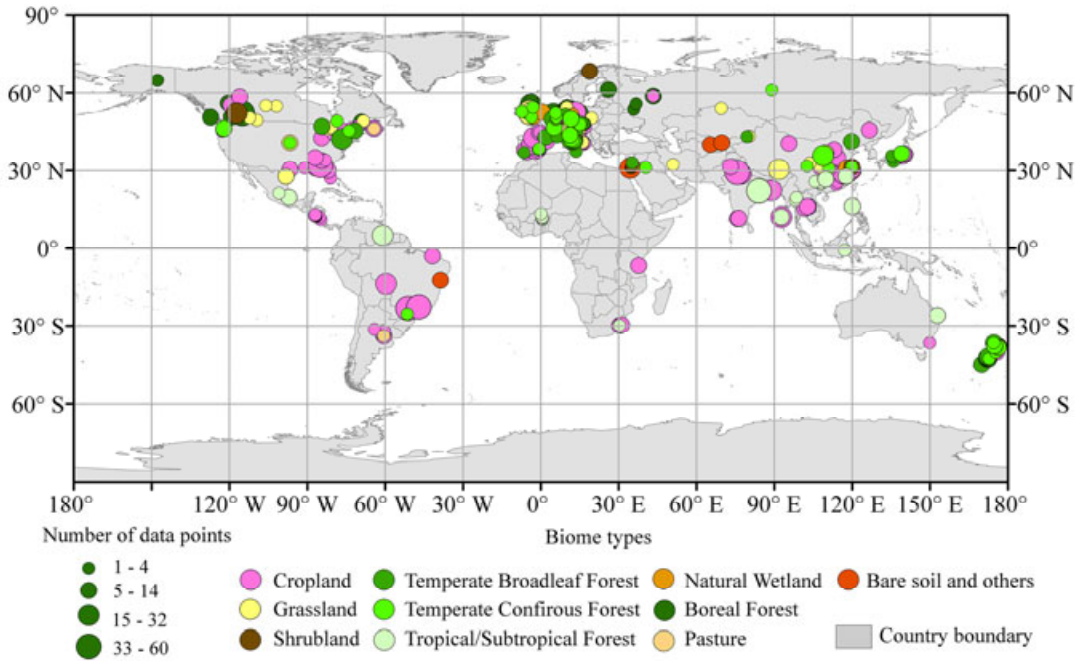 90°
60°
30°
0°
30° S
60° S
60° N
30° N
0°
30° S
60° S
180°
120° W
90° W
60° W
30° W
0°
30° E
60° E
90° E
120° E
150° E
180°
Number of data points
Biome types
1 - 4
5 - 14
15 - 32
33 - 60
Cropland
Temperate Broadleaf Forest
Natural Wetland
Bare soil and others
Grassland
Temperate Confirous Forest
Boreal Forest
Shrubland
Tropical/Subtropical Forest
Pasture
Country boundary